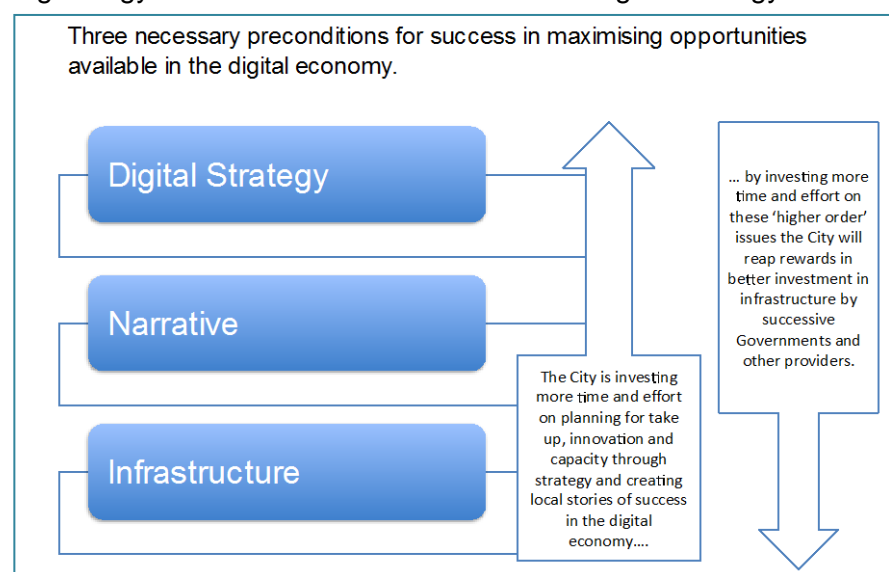 Three necessary preconditions for success in maximising opportunities
available in the digital economy.
Digital Strategy
Narrative
Infrastructure
The City is investing
more time and effort
on planning for take
up, innovation and
capacity through
strategy and creating
local stories of success
in the digital
economy....
... by investing more
time and effort on
these ‘higher order’
issues the City will
reap rewards in
better investment in
infrastructure by
successive
Governments and
other providers.